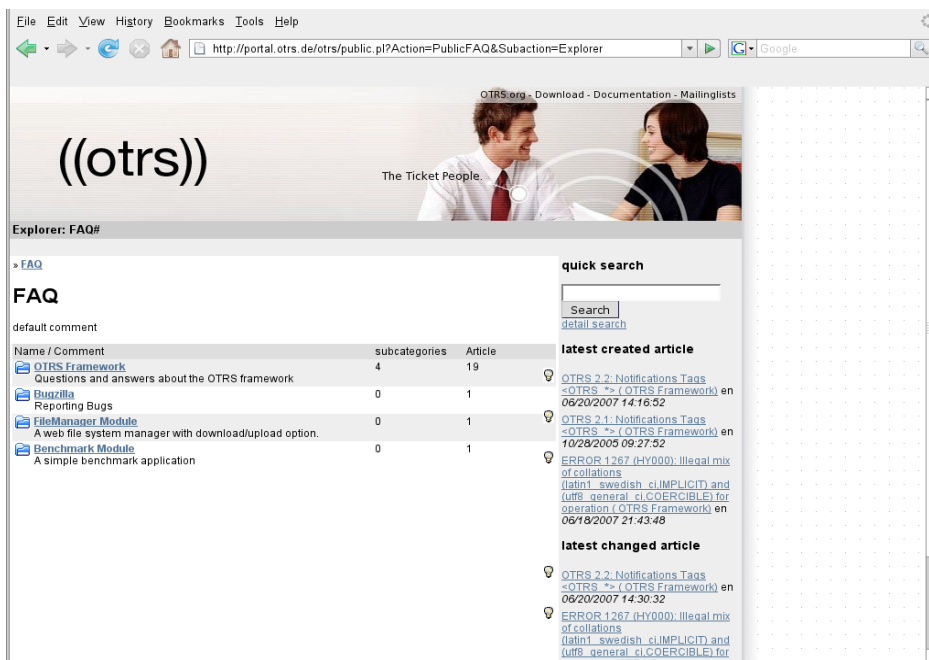 File Edit View History Bookmarks Tools Help
http://portal.otrs.de/otrs/public.pl?Action=PublicFAQ&Subaction=Explorer
G Google
OTRS.org - Download - Documentation - Mailinglists
((otrs))
The Ticket People.
Explorer: FAQ#
» FAQ
FAQ
default comment
Name / Comment subcategories Article
OTRS Framework 4 19
Questions and answers about the OTRS framework
Bugzilla 0 1
Reporting Bugs
FileManager Module 0 1
A web file system manager with download/upload option.
Benchmark Module 0 1
A simple benchmark application
quick search
Search
detail search
latest created article
OTRS 2.2: Notifications Tags
<OTRS_*> ( OTRS Framework) en
06/20/2007 14:16:52
OTRS 2.1: Notifications Tags
<OTRS_*> ( OTRS Framework) en
10/28/2005 09:27:52
ERROR 1267 (HY000): Illegal mix
of collations
(latin1_swedish_ci,IMPLICIT) and
(utf8_general_ci,COERCIBLE) for
operation ( OTRS Framework) en
06/18/2007 21:43:48
latest changed article
OTRS 2.2: Notifications Tags
<OTRS_*> ( OTRS Framework) en
06/20/2007 14:30:32
ERROR 1267 (HY000): Illegal mix
of collations
(latin1_swedish_ci,IMPLICIT) and
(utf8_general_ci,COERCIBLE) for